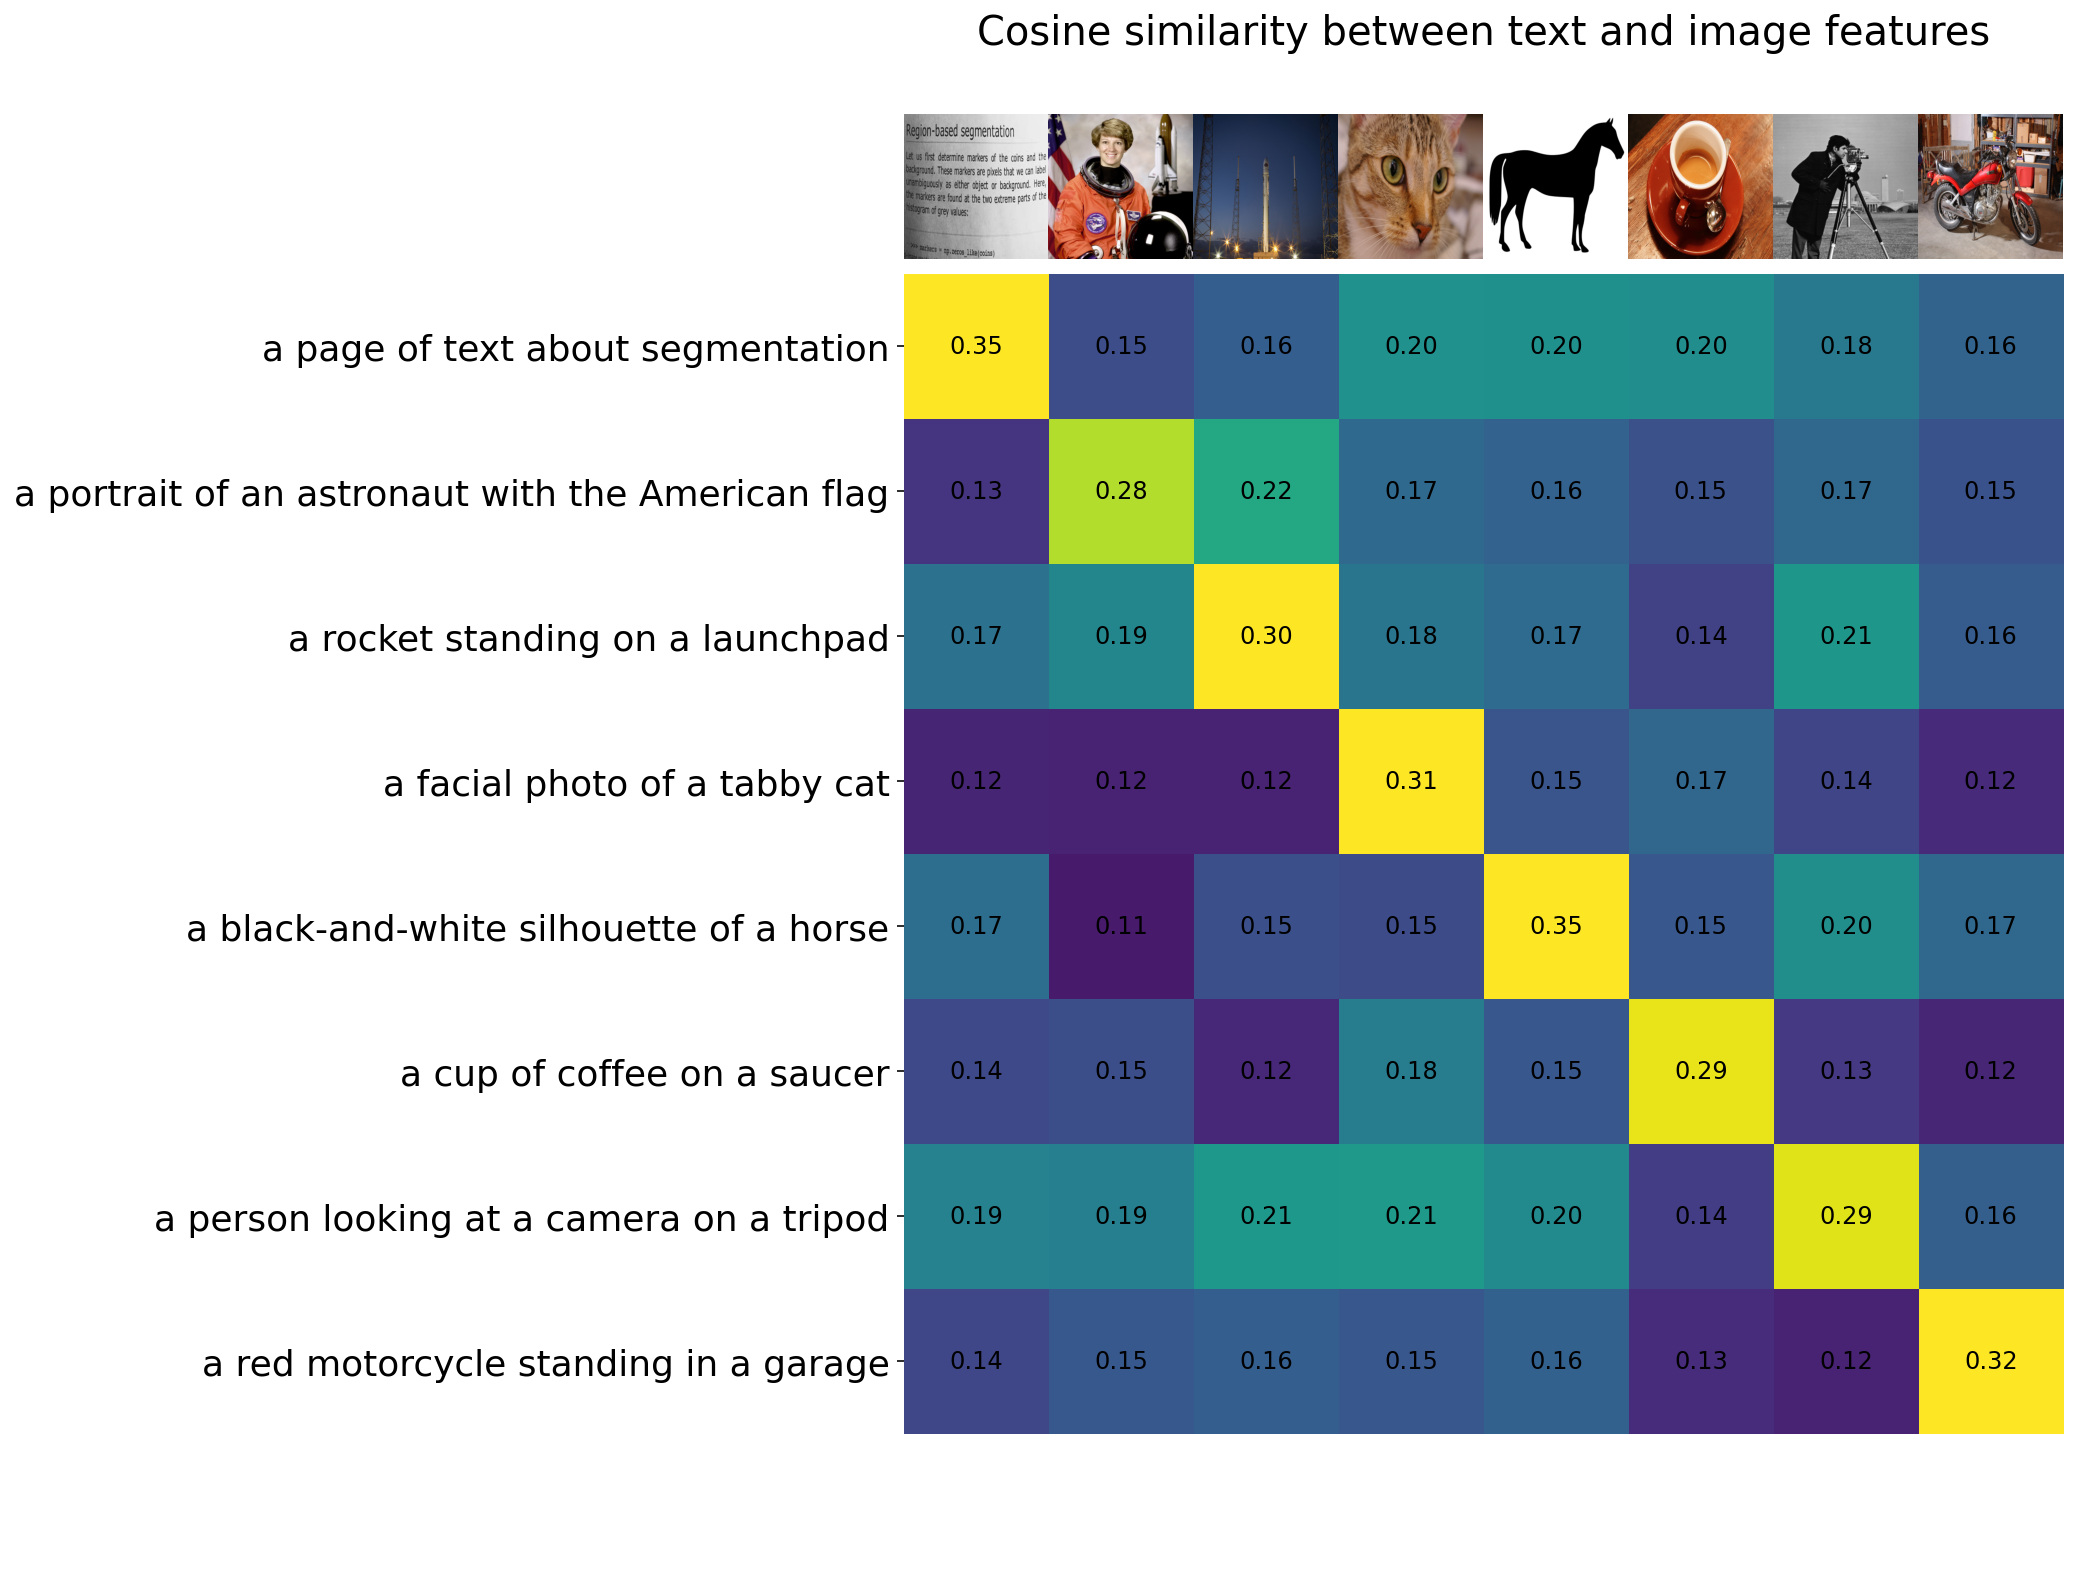 Cosine similarity between text and image features
Region-based segmentation
Let us first determine markers of the coins and the
background. These markers are pixels that we can label
unambiguously as either object or background. Here,
the markers are found at the two extreme parts of the
histogram of grey values:
>>> markers = np.zeros_like(coins)
a page of text about segmentation 0.35 0.15 0.16 0.20 0.20 0.20 0.18 0.16
a portrait of an astronaut with the American flag 0.13 0.28 0.22 0.17 0.16 0.15 0.17 0.15
a rocket standing on a launchpad 0.17 0.19 0.30 0.18 0.17 0.14 0.21 0.16
a facial photo of a tabby cat 0.12 0.12 0.12 0.31 0.15 0.17 0.14 0.12
a black-and-white silhouette of a horse 0.17 0.11 0.15 0.15 0.35 0.15 0.20 0.17
a cup of coffee on a saucer 0.14 0.15 0.12 0.18 0.15 0.29 0.13 0.12
a person looking at a camera on a tripod 0.19 0.19 0.21 0.21 0.20 0.14 0.29 0.16
a red motorcycle standing in a garage 0.14 0.15 0.16 0.15 0.16 0.13 0.12 0.32